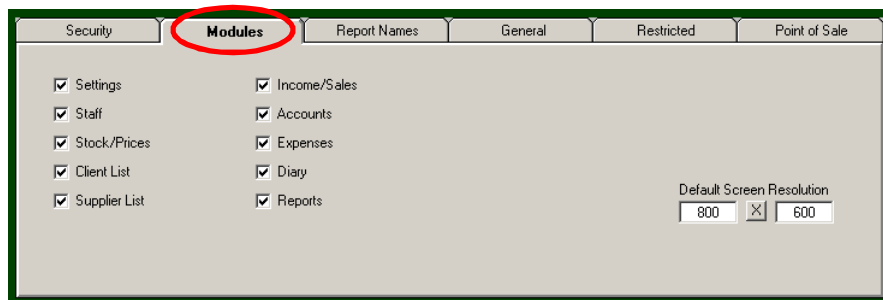 Security Modules Report Names General Restricted Point of Sale
Settings Income/Sales
Staff Accounts
Stock/Prices Expenses
Client List Diary
Supplier List Reports
Default Screen Resolution
800 X 600